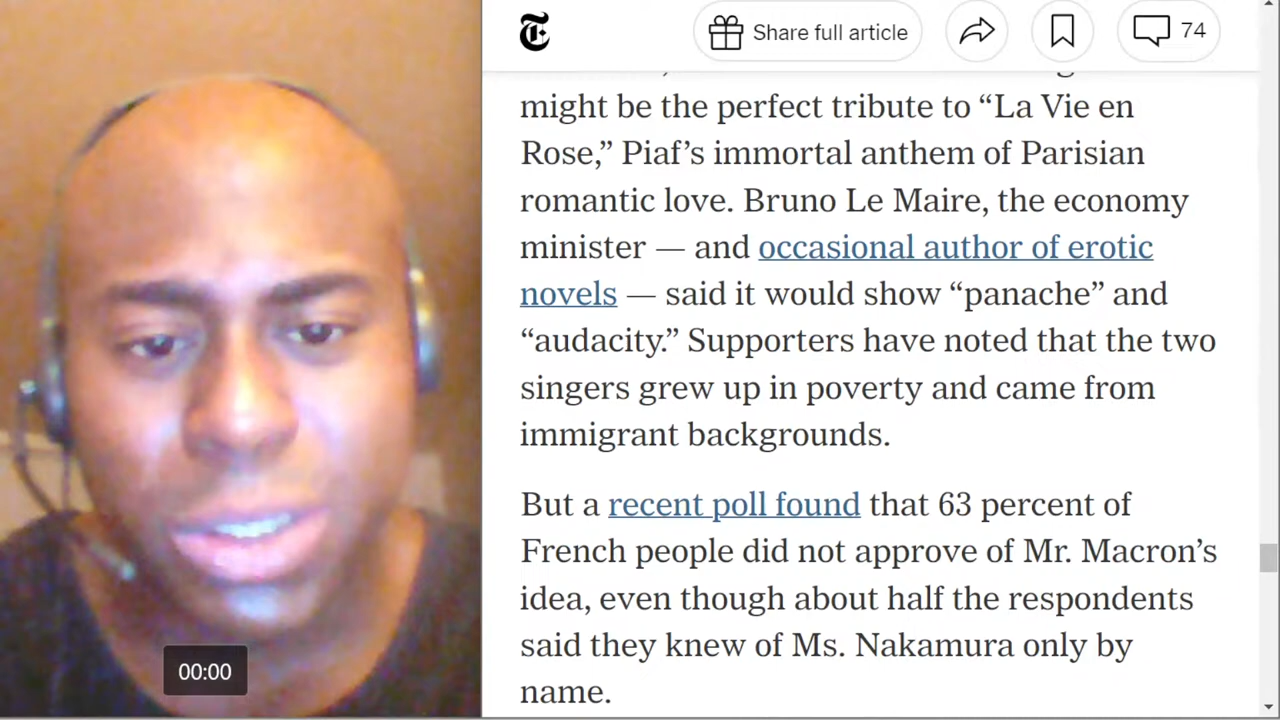 Share full article
74
might be the perfect tribute to “La Vie en
Rose,” Piaf’s immortal anthem of Parisian
romantic love. Bruno Le Maire, the economy
minister — and occasional author of erotic
novels — said it would show “panache” and
“audacity.” Supporters have noted that the two
singers grew up in poverty and came from
immigrant backgrounds.
But a recent poll found that 63 percent of
French people did not approve of Mr. Macron’s
idea, even though about half the respondents
said they knew of Ms. Nakamura only by
name.
00:00